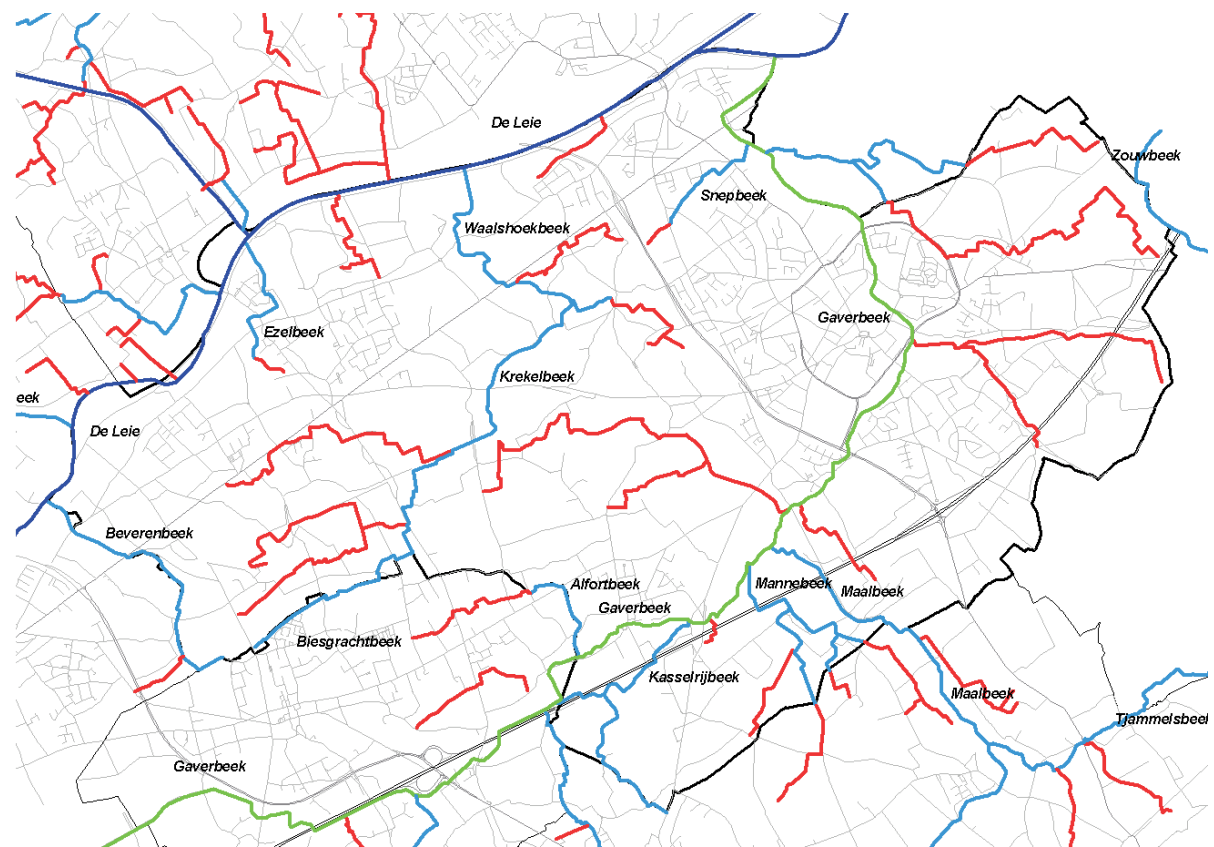 De Leie
Zouwbeek
Snepbeek
Waalshoekbeek
Gaverbeek
Ezelbeek
Krekelbeek
eek
De Leie
Beverenbeek
Alfortbeek
Mannebeek
Maalbeek
Gaverbeek
Biesgrachtbeek
Kasselrijbeek
Maalbeek
Tjammelsbeek
Gaverbeek